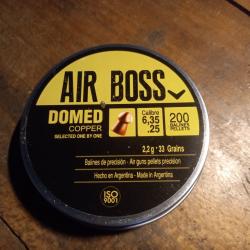 AIR BOSS
DOMED
COPPER
SELECTED ONE BY ONE
Calibre
6,35
.25
200
BALINES
PELLETS
2,2g - 33 Grains
Balines de precisión - Air guns pellets precision
Hecho en Argentina - Made in Argentina
ISO
9001